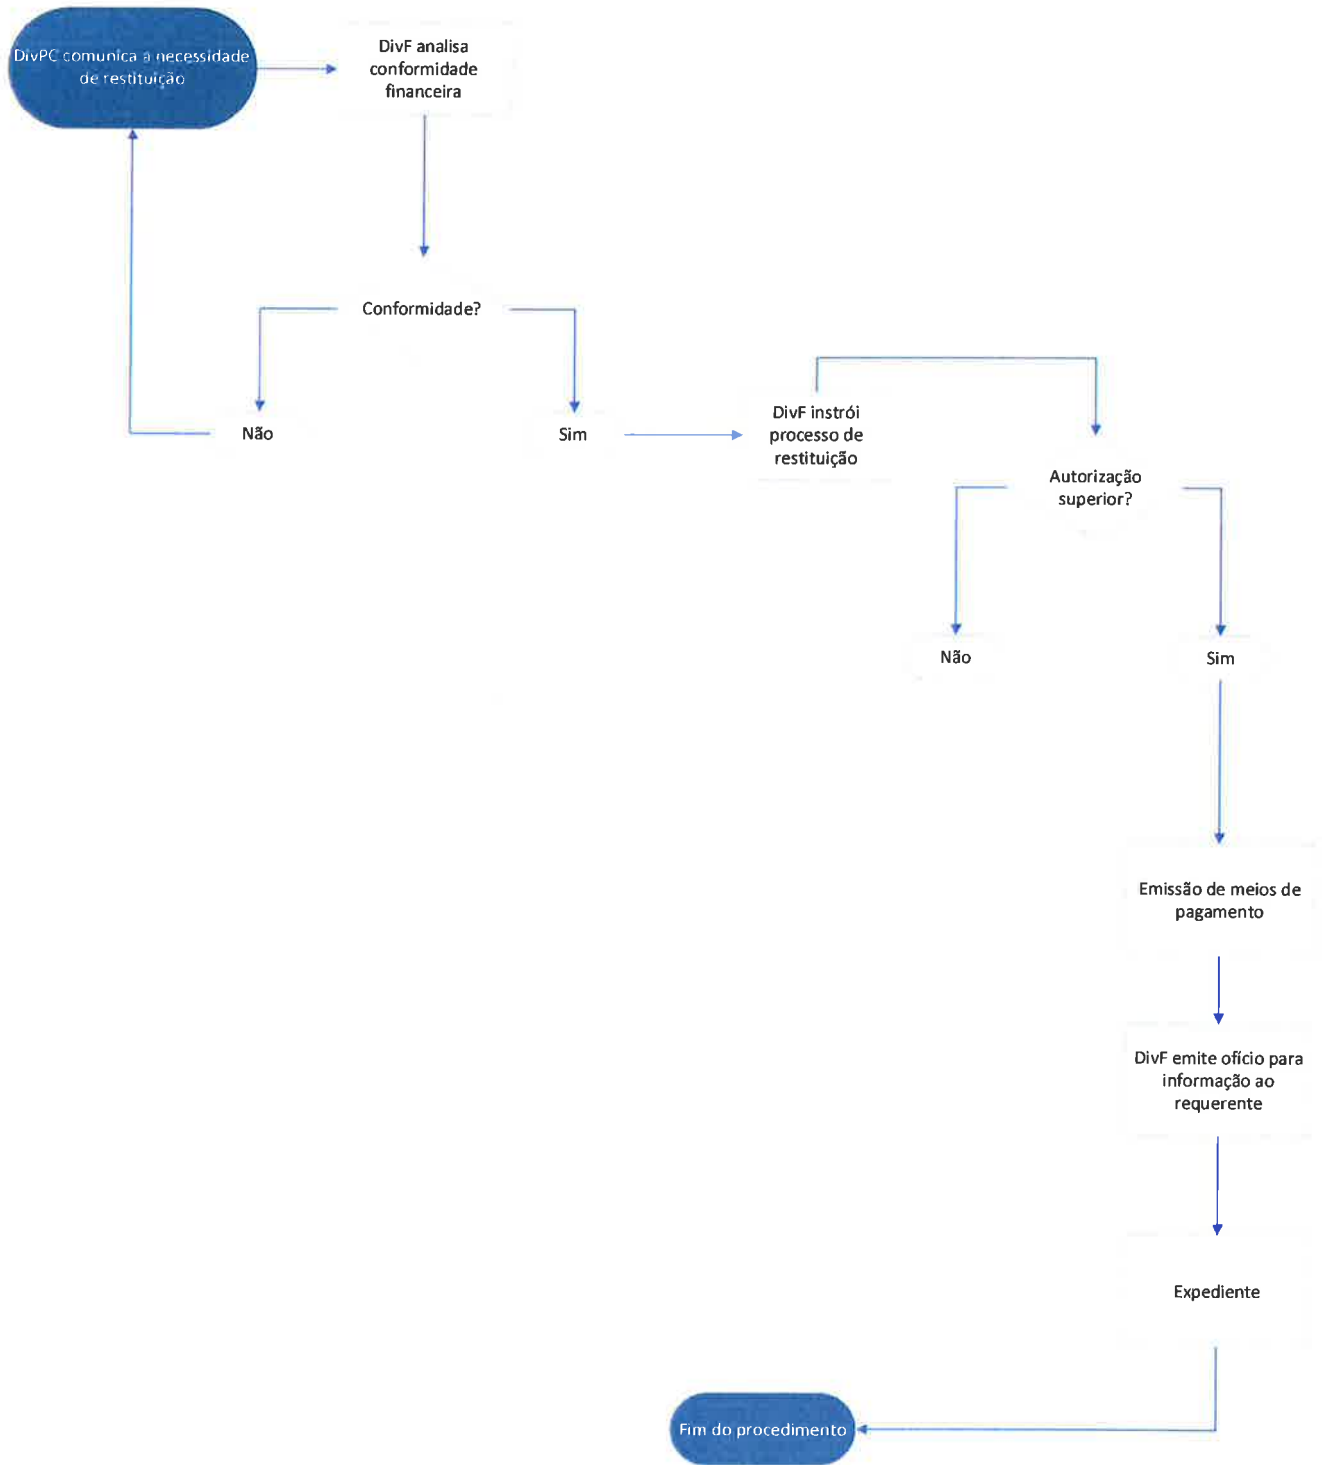 DivPC comunica a necessidade
de restituição
DivF analisa
conformidade
financeira
Conformidade?
Não
Sim
DivF instrói
processo de
restituição
Autorização
superior?
Não
Sim
Emissão de meios de
pagamento
DivF emite ofício para
informação ao
requerente
Expediente
Fim do procedimento